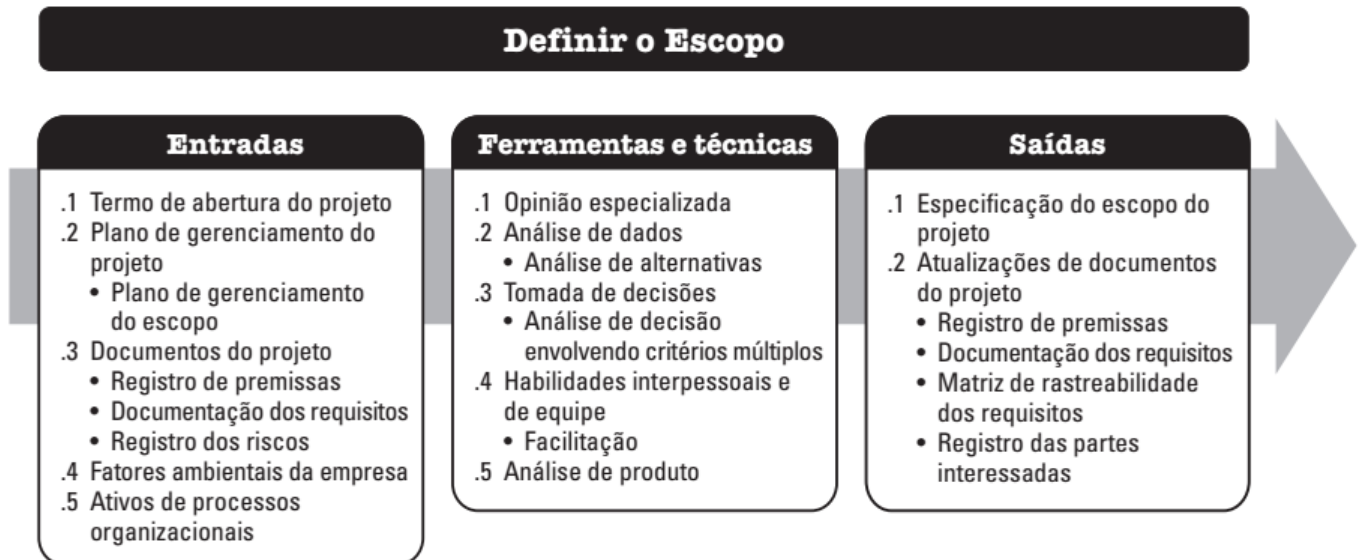 Definir o Escopo
Entradas
.1 Termo de abertura do projeto
.2 Plano de gerenciamento do
projeto
• Plano de gerenciamento
do escopo
.3 Documentos do projeto
• Registro de premissas
• Documentação dos requisitos
• Registro dos riscos
.4 Fatores ambientais da empresa
.5 Ativos de processos
organizacionais
Ferramentas e técnicas
.1 Opinião especializada
.2 Análise de dados
• Análise de alternativas
.3 Tomada de decisões
• Análise de decisão
envolvendo critérios múltiplos
.4 Habilidades interpessoais e
de equipe
• Facilitação
.5 Análise de produto
Saídas
.1 Especificação do escopo do
projeto
.2 Atualizações de documentos
do projeto
• Registro de premissas
• Documentação dos requisitos
• Matriz de rastreabilidade
dos requisitos
• Registro das partes
interessadas